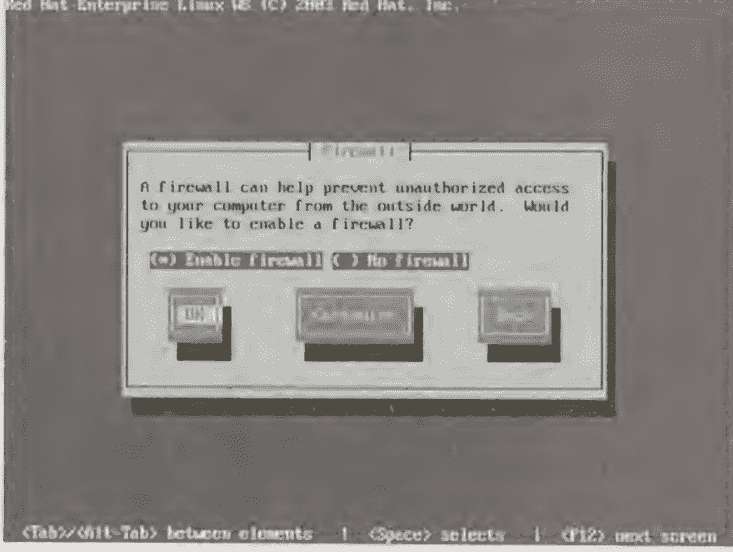 Red Hat Enterprise Linux WS (C) 2003 Red Hat, Inc.
Firewall
A firewall can help prevent unauthorized access
to your computer from the outside world. Would
you like to enable a firewall?
(*) Enable firewall ( ) No firewall
OK Customize Back
<Tab>/<Alt-Tab> between elements | <Space> selects | <F12> next screen